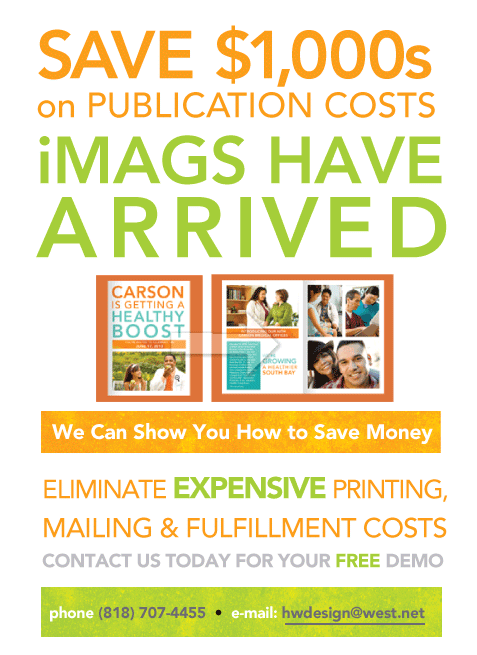 SAVE $1,000s
on PUBLICATION COSTS
iMAGS HAVE
ARRIVED
CARSON
IS GETTING A
HEALTHY
BOOST
GROWING
A HEALTHIER
SOUTH BAY
We Can Show You How to Save Money
ELIMINATE EXPENSIVE PRINTING,
MAILING & FULFILLMENT COSTS
CONTACT US TODAY FOR YOUR FREE DEMO
phone (818) 707-4455 • e-mail: hwdesign@west.net